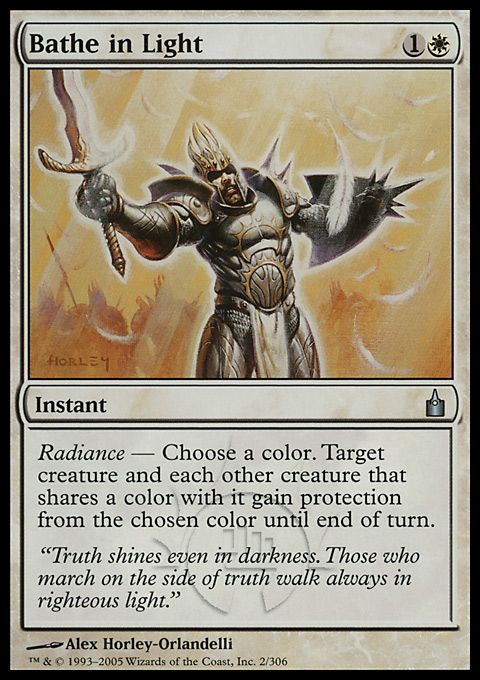 Bathe in Light 1
HORLEY
Instant
Radiance — Choose a color. Target
creature and each other creature that
shares a color with it gain protection
from the chosen color until end of turn.
“Truth shines even in darkness. Those who
march on the side of truth walk always in
righteous light.”
Alex Horley-Orlandelli
™ & © 1993–2005 Wizards of the Coast, Inc. 2/306